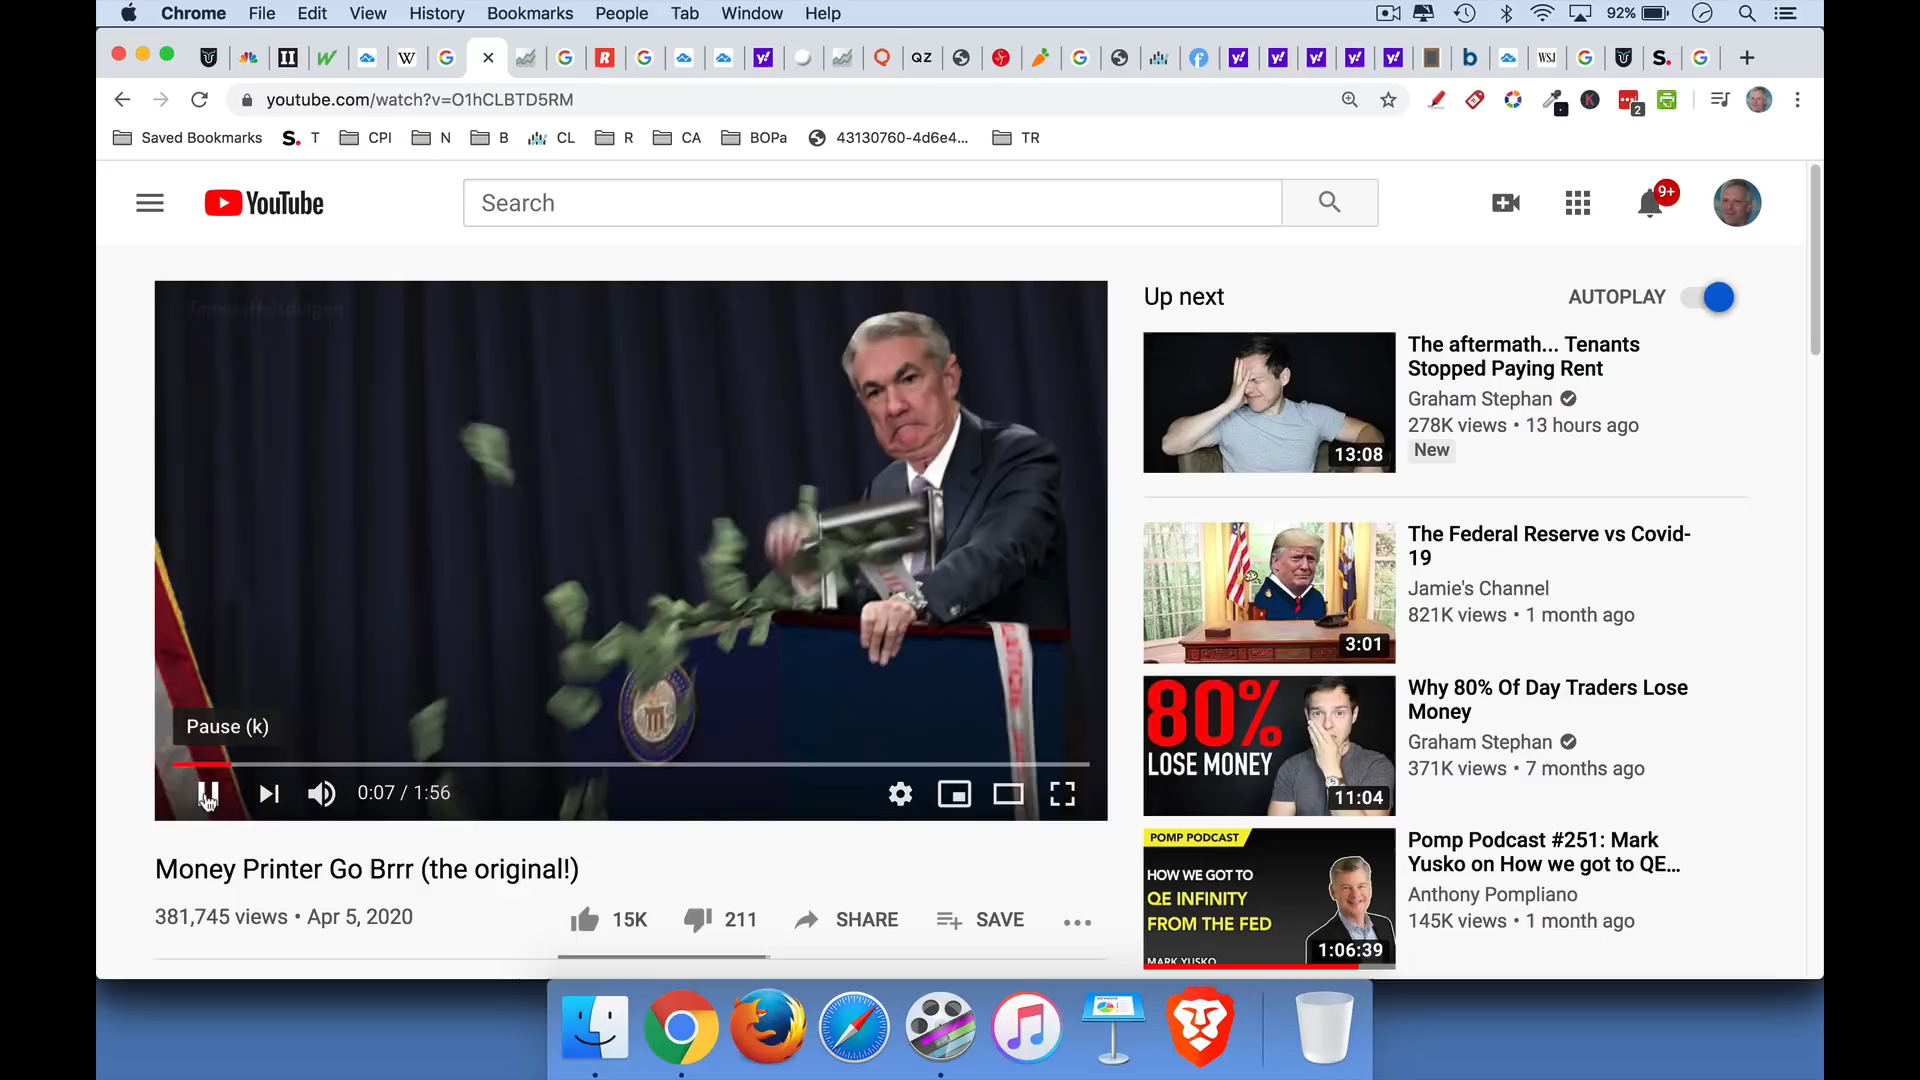 Chrome File Edit View History Bookmarks People Tab Window Help 92%
QZ WSJ S.
youtube.com/watch?v=O1hCLBTD5RM
2
Saved Bookmarks S. T CPI N B CL R CA BOPa 43130760-4d6e4... TR
YouTube
Search
9+
Up next
AUTOPLAY
The aftermath... Tenants
Stopped Paying Rent
Graham Stephan
278K views • 13 hours ago
New
13:08
The Federal Reserve vs Covid-
19
Jamie's Channel
821K views • 1 month ago
3:01
Why 80% Of Day Traders Lose
Money
Graham Stephan
371K views • 7 months ago
80%
LOSE MONEY
11:04
POMP PODCAST
HOW WE GOT TO
QE INFINITY
FROM THE FED
MARK YUSKO
1:06:39
Pomp Podcast #251: Mark
Yusko on How we got to QE...
Anthony Pompliano
145K views • 1 month ago
Pause (k)
0:07 / 1:56
Money Printer Go Brrr (the original!)
381,745 views • Apr 5, 2020
15K 211 SHARE SAVE
KEYNOTE